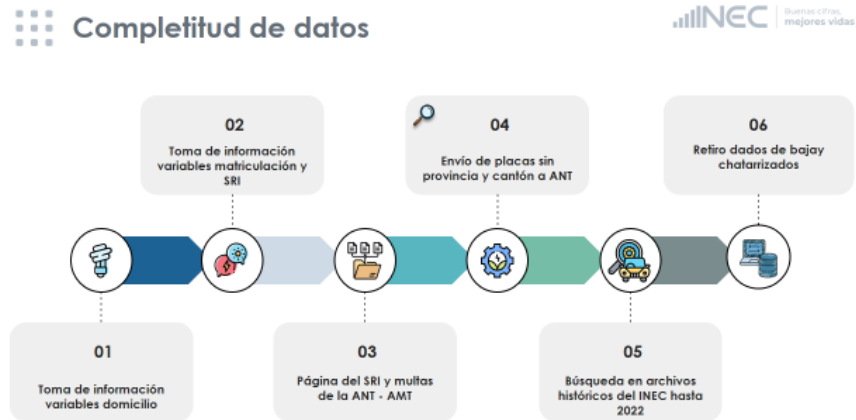 Completitud de datos
INEC
Buenas cifras,
mejores vidas
02
Toma de información
variables matriculación y
SRI
04
Envío de placas sin
provincia y cantón a ANT
06
Retiro dados de bajay
chatarrizados
01
Toma de información
variables domicilio
03
Página del SRI y multas
de la ANT - AMT
05
Búsqueda en archivos
históricos del INEC hasta
2022